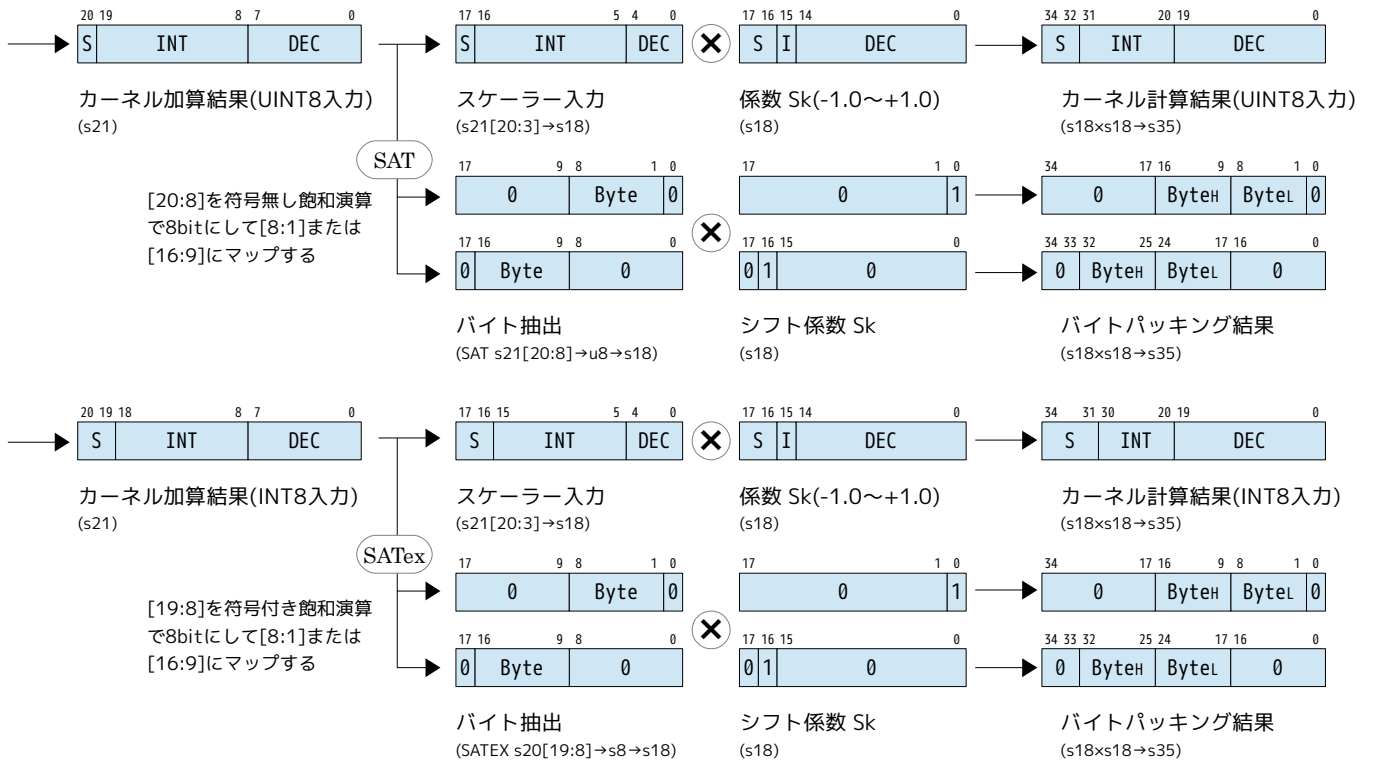 20 19 8 7 0
S INT DEC
カーネル加算結果(UINT8入力)
(s21)
17 16 5 4 0
S INT DEC
スケーラー入力
(s21[20:3]→s18)
17 16 15 14 0
S I DEC
係数 Sk(-1.0〜+1.0)
(s18)
34 32 31 20 19 0
S INT DEC
カーネル計算結果(UINT8入力)
(s18×s18→s35)
SAT
[20:8]を符号無し飽和演算
で8bitにして[8:1]または
[16:9]にマップする
17 9 8 1 0
0 Byte 0
17 1 0
0 1
34 17 16 9 8 1 0
0 ByteH ByteL 0
17 16 9 8 0
0 Byte 0
17 16 15 0
0 1 0
34 33 32 25 24 17 16 0
0 ByteH ByteL 0
バイト抽出
(SAT s21[20:8]→u8→s18)
シフト係数 Sk
(s18)
バイトパッキング結果
(s18×s18→s35)
20 19 18 8 7 0
S INT DEC
カーネル加算結果(INT8入力)
(s21)
17 16 15 5 4 0
S INT DEC
スケーラー入力
(s21[20:3]→s18)
17 16 15 14 0
S I DEC
係数 Sk(-1.0〜+1.0)
(s18)
34 31 30 20 19 0
S INT DEC
カーネル計算結果(INT8入力)
(s18×s18→s35)
SATex
[19:8]を符号付き飽和演算
で8bitにして[8:1]または
[16:9]にマップする
17 9 8 1 0
0 Byte 0
17 1 0
0 1
34 17 16 9 8 1 0
0 ByteH ByteL 0
17 16 9 8 0
0 Byte 0
17 16 15 0
0 1 0
34 33 32 25 24 17 16 0
0 ByteH ByteL 0
バイト抽出
(SATEX s20[19:8]→s8→s18)
シフト係数 Sk
(s18)
バイトパッキング結果
(s18×s18→s35)